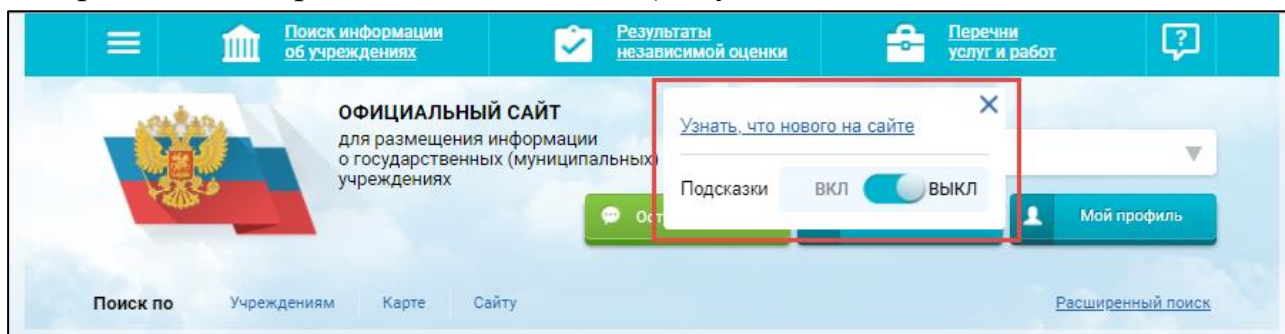 Поиск информации
об учреждениях
Результаты
независимой оценки
Перечни
услуг и работ
?
ОФИЦИАЛЬНЫЙ САЙТ
для размещения информации
о государственных (муниципальных)
учреждениях
Узнать, что нового на сайте
Подсказки ВКЛ ВЫКЛ
Мой профиль
Поиск по Учреждениям Карте Сайту Расширенный поиск